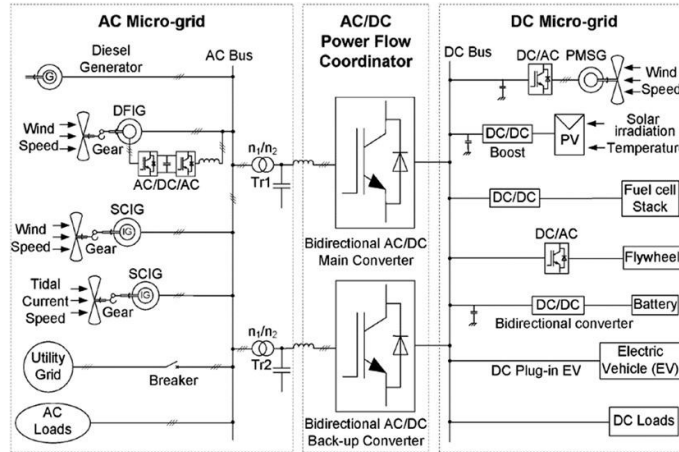 AC Micro-grid
Diesel
Generator
AC Bus
G
DFIG
Wind
Speed
Gear
AC/DC/AC
n1/n2
Tr1
SCIG
Wind
Speed
IG
Gear
SCIG
Tidal
Current
Speed
IG
Gear
n1/n2
Tr2
Utility
Grid
Breaker
AC
Loads
AC/DC
Power Flow
Coordinator
Bidirectional AC/DC
Main Converter
Bidirectional AC/DC
Back-up Converter
DC Micro-grid
DC Bus
DC/AC
PMSG
Wind
Speed
Solar
irradiation
DC/DC
PV
Boost
Temperature
DC/DC
Fuel cell
Stack
DC/AC
Flywheel
DC/DC
Battery
Bidirectional converter
Electric
Vehicle (EV)
DC Plug-in EV
DC Loads